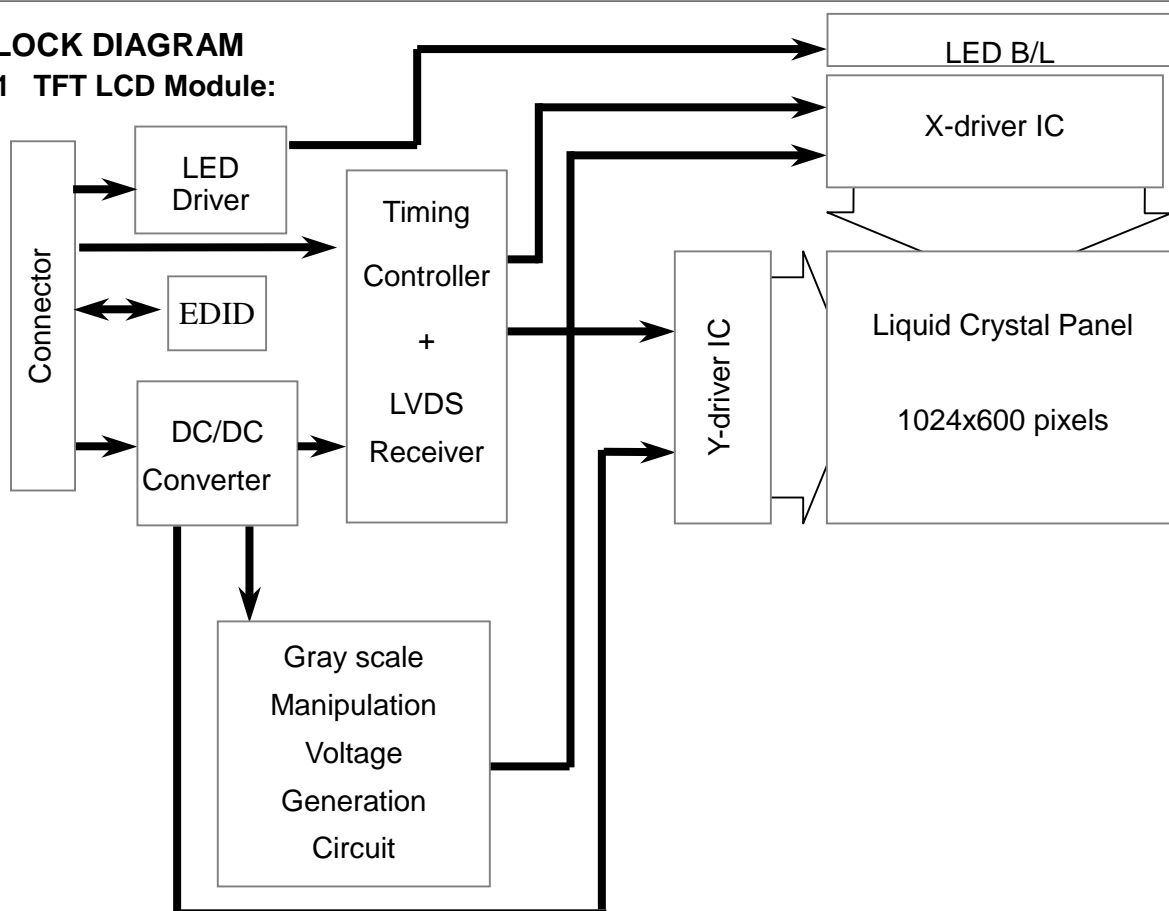 LOCK DIAGRAM
1 TFT LCD Module:
LED B/L
X-driver IC
LED
Driver
Timing
Controller
+
LVDS
Receiver
Connector
EDID
DC/DC
Converter
Y-driver IC
Liquid Crystal Panel
1024x600 pixels
Gray scale
Manipulation
Voltage
Generation
Circuit